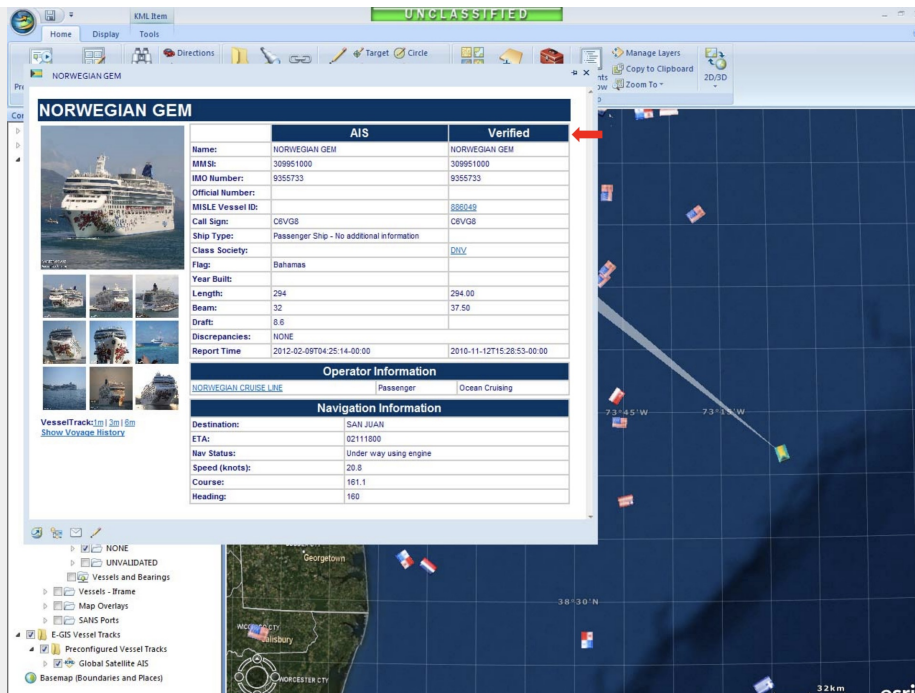 UNCLASSIFIED
KML Item
Home Display Tools
Directions
Target Circle
Manage Layers
Copy to Clipboard
Zoom To
2D/3D
NORWEGIAN GEM
NORWEGIAN GEM
AIS Verified
Name: NORWEGIAN GEM NORWEGIAN GEM
MMSI: 309951000 309951000
IMO Number: 9355733 9355733
Official Number:
MISLE Vessel ID: 886049
Call Sign: C6VG8 C6VG8
Ship Type: Passenger Ship - No additional information
Class Society: DNV
Flag: Bahamas
Year Built:
Length: 294 294.00
Beam: 32 37.50
Draft: 8.6
Discrepancies: NONE
Report Time 2012-02-09T04:25:14-00:00 2010-11-12T15:28:53-00:00
Operator Information
NORWEGIAN CRUISE LINE Passenger Ocean Cruising
Navigation Information
Destination: SAN JUAN
ETA: 02111800
Nav Status: Under way using engine
Speed (knots): 20.8
Course: 161.1
Heading: 160
VesselTrack:1m | 3m | 6m
Show Voyage History
73°45'W 73°15'W
NONE
UNVALIDATED
Vessels and Bearings
Vessels - Iframe
Map Overlays
SANS Ports
E-GIS Vessel Tracks
Preconfigured Vessel Tracks
Global Satellite AIS
Basemap (Boundaries and Places)
Georgetown
38°30'N
Salisbury
WORCESTER CTY
32km
esri